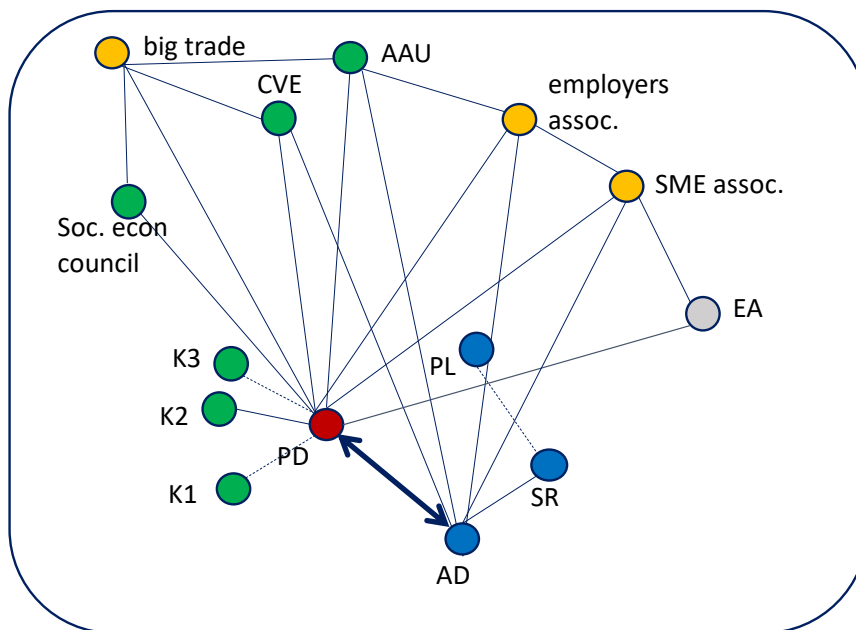 big trade
AAU
CVE
employers
assoc.
SME assoc.
Soc. econ
council
EA
K3
PL
K2
PD
K1
SR
AD